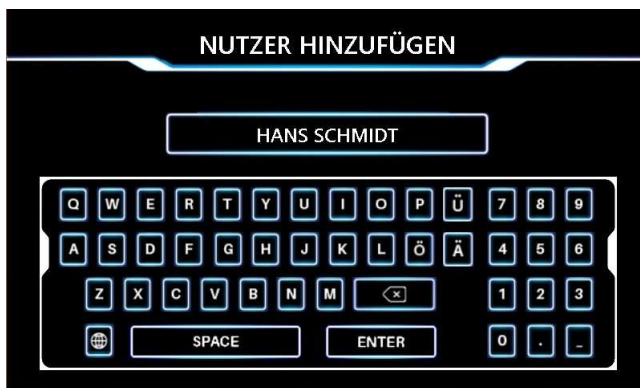 NUTZER HINZUFÜGEN
HANS SCHMIDT
Q W E R T Y U I O P Ü 7 8 9
A S D F G H J K L Ö Ä 4 5 6
Z X C V B N M 1 2 3
SPACE ENTER 0 . _